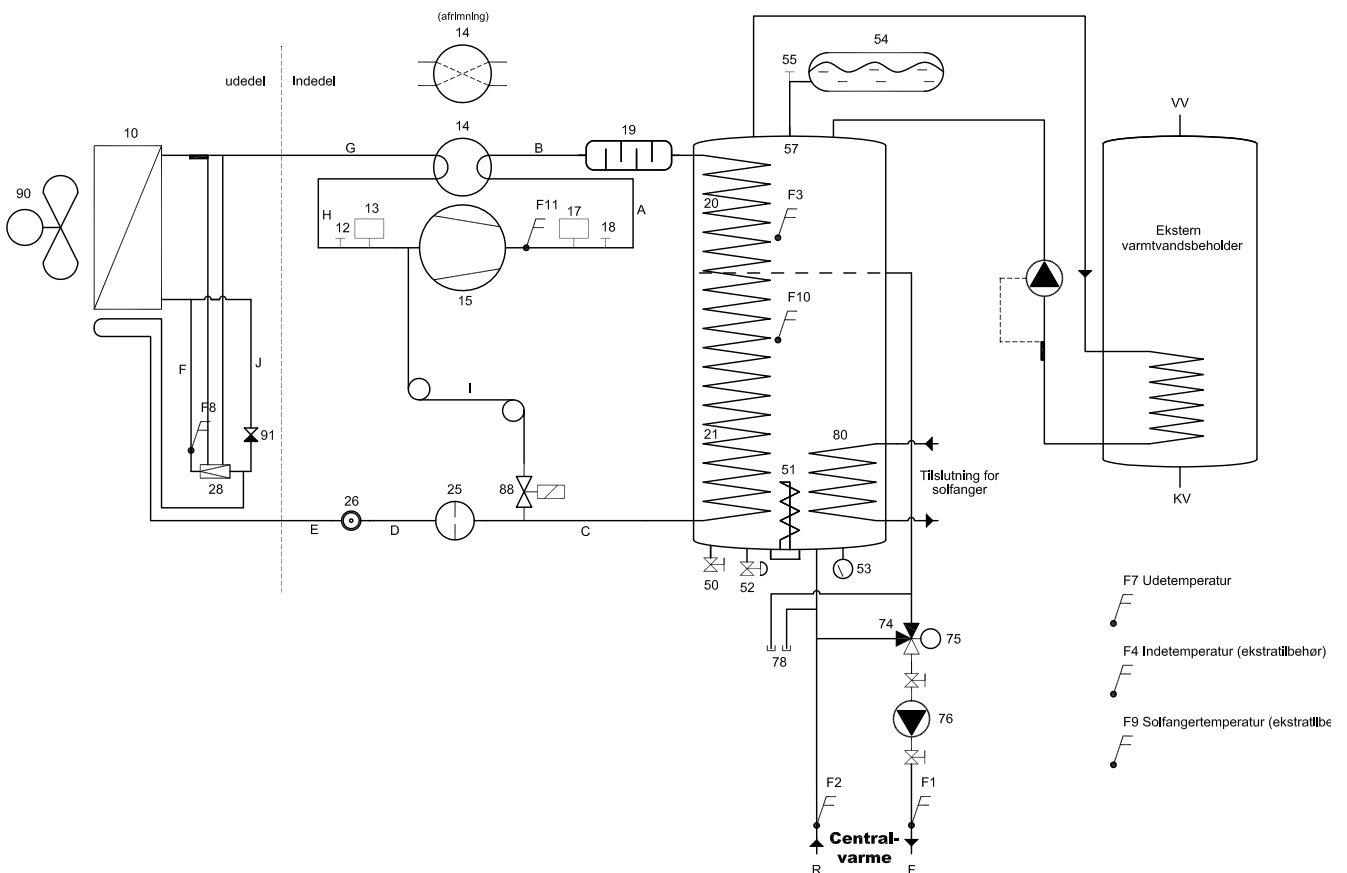 (afrimning)
14
54
55
udedel
Indedel
VV
10
14
19
57
G
B
90
F3
20
13
F11
17
H
12
A
18
Ekstern
varmtvandsbeholder
15
F10
F
J
I
F8
91
21
80
51
28
88
25
26
Tilslutning for
solfanger
KV
E
D
C
50
52
53
F7 Udetemperatur
74
75
78
F4 Indetemperatur (ekstratilbehør)
76
F9 Solfangertemperatur (ekstratilbe
F2
F1
Central-
varme
R
F